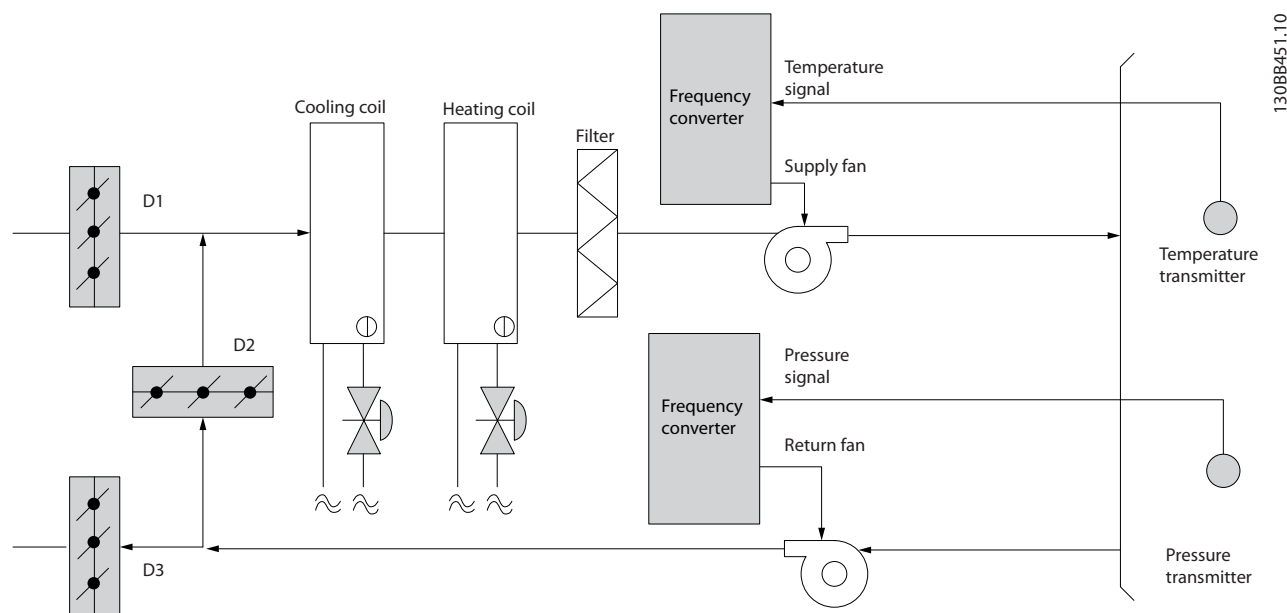 130BB451.10
Temperature
signal
Cooling coil
Heating coil
Frequency
converter
Filter
Supply fan
D1
Temperature
transmitter
D2
Pressure
signal
Frequency
converter
Return fan
D3
Pressure
transmitter